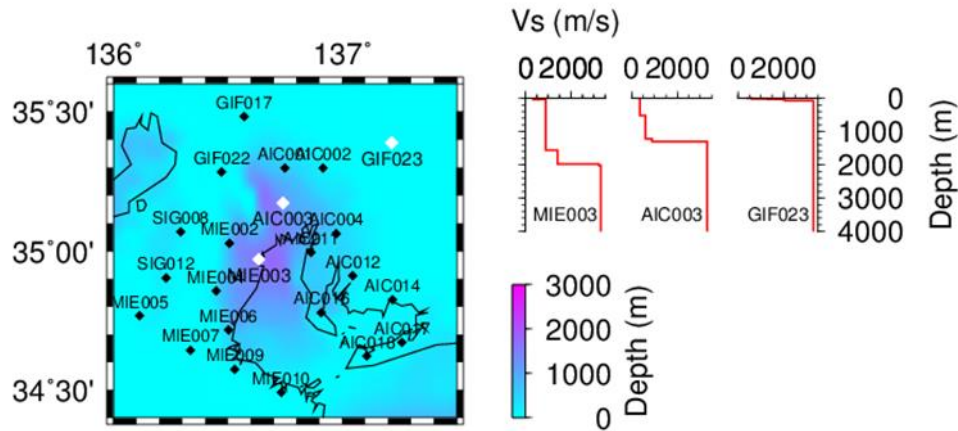 Vs (m/s)
136° 137°
0 2000 0 2000 0 2000
35°30'
35°00'
34°30'
GIF017
GIF022
AIC001
AIC002
GIF023
SIG008
MIE002
AIC003
AIC004
AIC011
SIG012
MIE004
MIE003
AIC012
MIE005
AIC016
AIC014
MIE006
MIE007
AIC017
AIC018
MIE009
MIE010
MIE003
AIC003
GIF023
0
1000
2000
3000
4000
Depth (m)
3000
2000
1000
0
Depth (m)